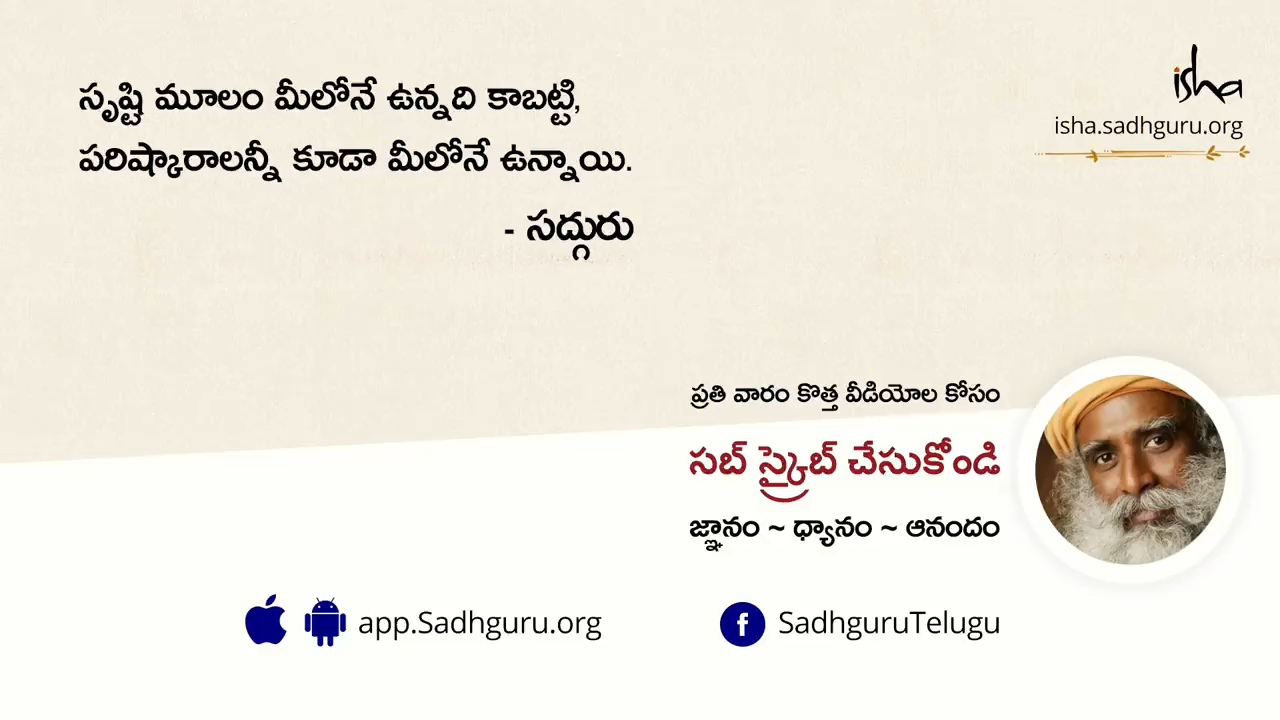 సృష్టి మూలం మీలోనే ఉన్నది కాబట్టి,
పరిష్కారాలన్నీ కూడా మీలోనే ఉన్నాయి.
- సద్గురు
isha
isha.sadhguru.org
ప్రతి వారం కొత్త వీడియోల కోసం
సబ్ స్క్రైబ్ చేసుకోండి
జ్ఞానం ~ ధ్యానం ~ ఆనందం
app.Sadhguru.org
SadhguruTelugu